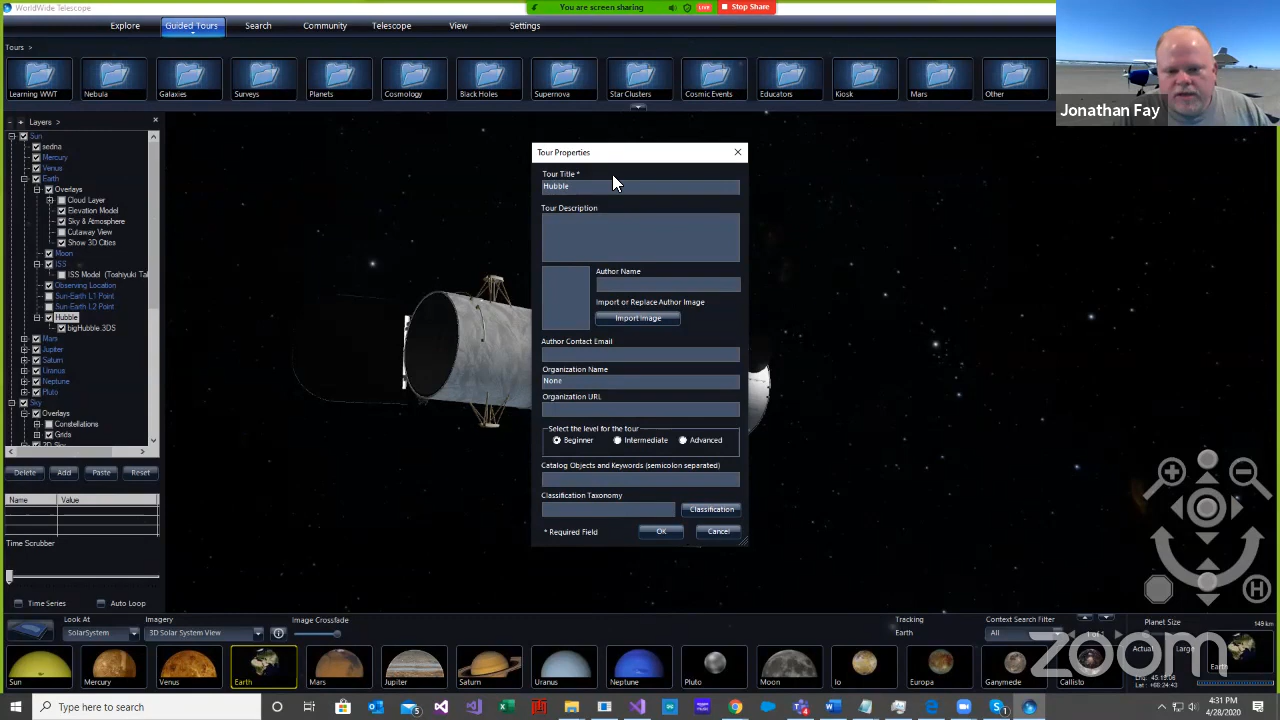 WorldWide Telescope
You are screen sharing
LIVE
Stop Share
Explore
Guided Tours
Search
Community
Telescope
View
Settings
Tours >
Learning WWT
Nebula
Galaxies
Surveys
Planets
Cosmology
Black Holes
Supernova
Star Clusters
Cosmic Events
Educators
Kiosk
Mars
Other
Jonathan Fay
Layers >
Sun
sedna
Mercury
Venus
Earth
Overlays
Cloud Layer
Elevation Model
Sky & Atmosphere
Cutaway View
Show 3D Cities
Moon
ISS
ISS Model (Toshiyuki Tal
Observing Location
Sun-Earth L1 Point
Sun-Earth L2 Point
Hubble
bigHubble.3DS
Mars
Jupiter
Saturn
Uranus
Neptune
Pluto
Sky
Overlays
Constellations
Grids
Delete
Add
Paste
Reset
Name
Value
Time Scrubber
Time Series
Auto Loop
Tour Properties
Tour Title *
Hubble
Tour Description
Author Name
Import or Replace Author Image
Import Image
Author Contact Email
Organization Name
None
Organization URL
Select the level for the tour
Beginner
Intermediate
Advanced
Catalog Objects and Keywords (semicolon separated)
Classification Taxonomy
Classification
* Required Field
OK
Cancel
H
Look At
SolarSystem
Imagery
3D Solar System View
Image Crossfade
Tracking
Earth
Context Search Filter
All
Planet Size
149 km
Actual
Large
Earth
zoom
Sun
Mercury
Venus
Earth
Mars
Jupiter
Saturn
Uranus
Neptune
Pluto
Moon
Io
Europa
Ganymede
Callisto
Type here to search
4:31 PM
4/28/2020